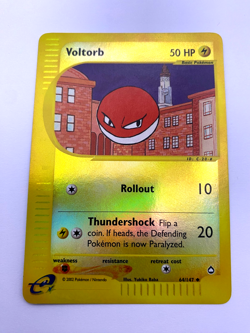 Voltorb 50 HP
Basic Pokémon
Rollout 10
Thundershock Flip a
coin. If heads, the Defending 20
Pokémon is now Paralyzed.
weakness resistance retreat cost
©2002 Pokémon / Nintendo